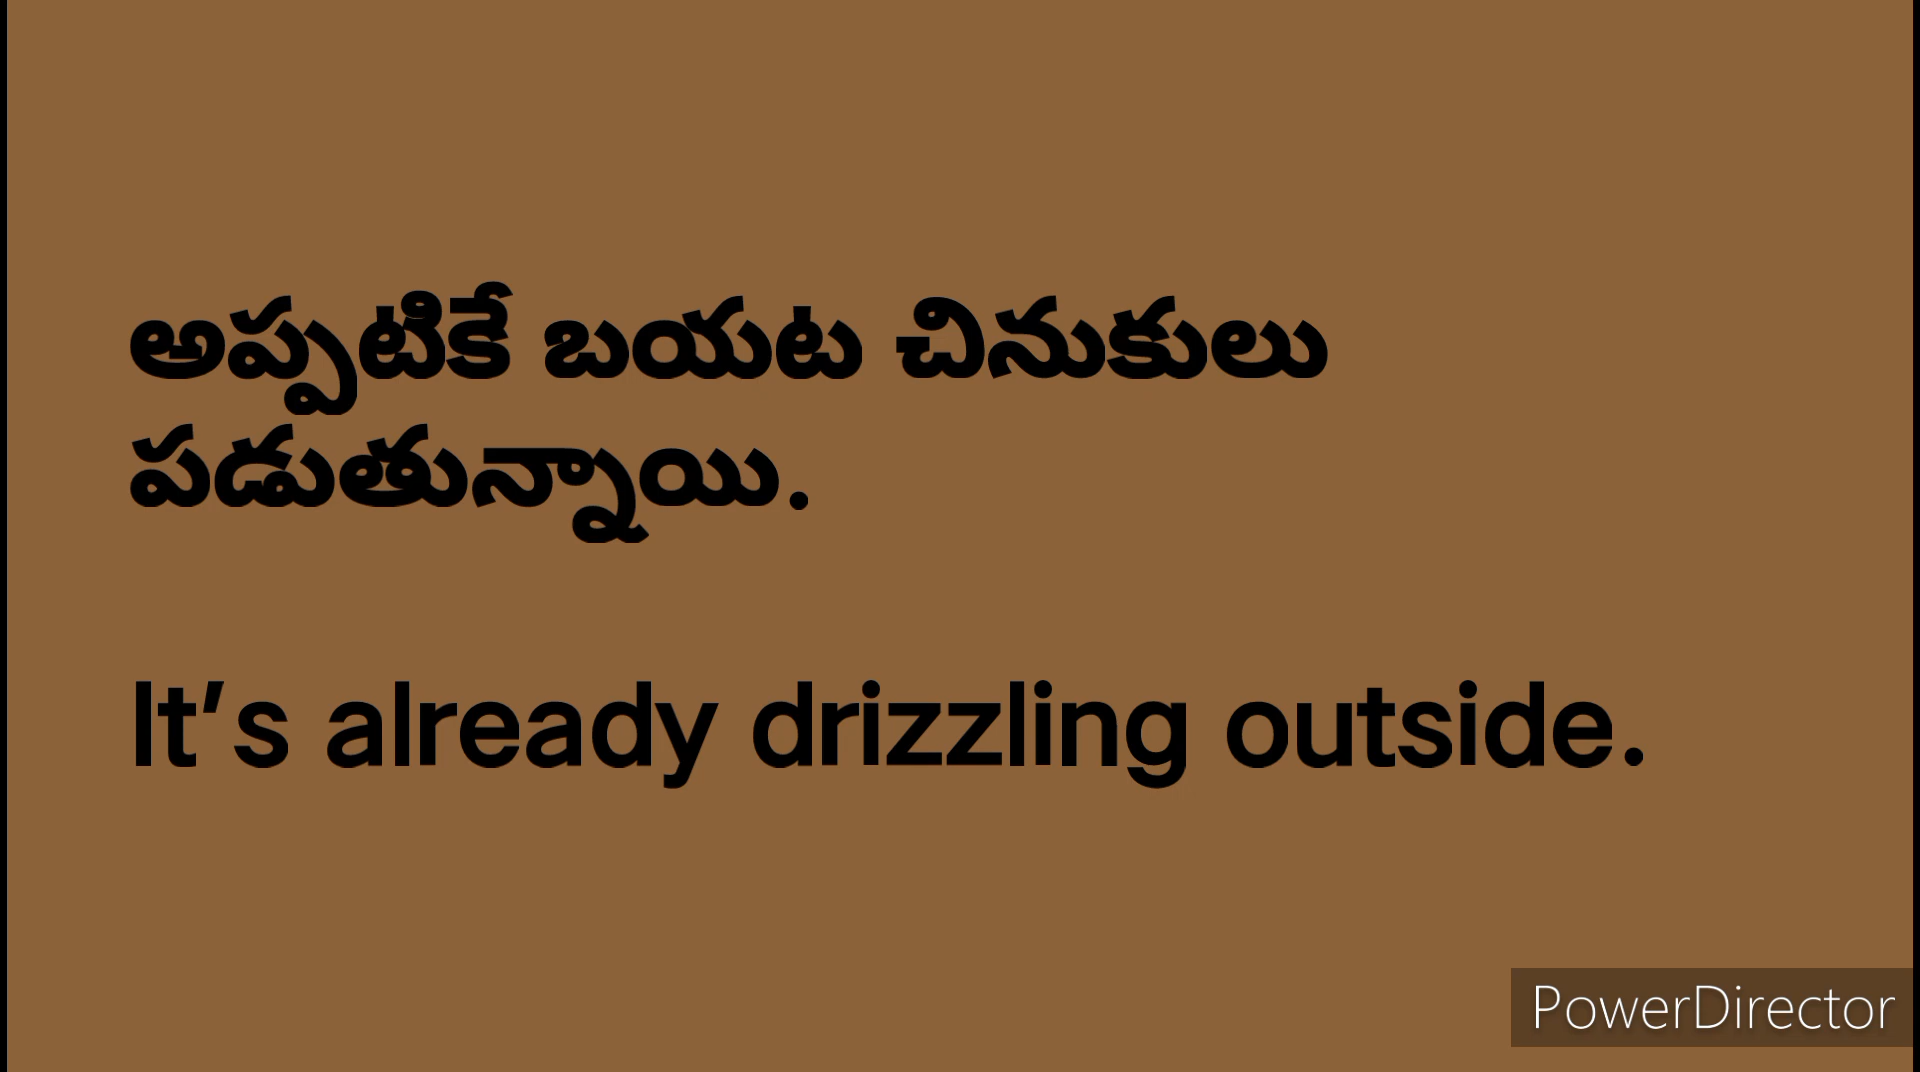 అప్పటికే బయట చినుకులు
పడుతున్నాయి.
It's already drizzling outside.
PowerDirector